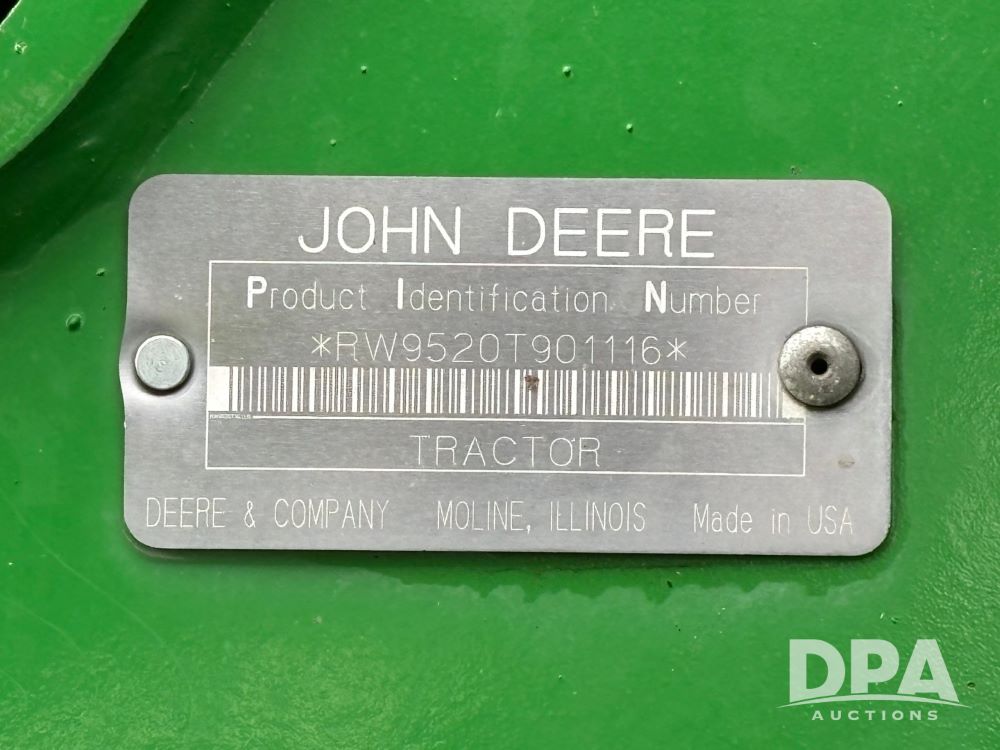 JOHN DEERE
Product Identification Number
*RW9520T901116*
TRACTOR
DEERE & COMPANY MOLINE, ILLINOIS Made in USA
DPA
AUCTIONS